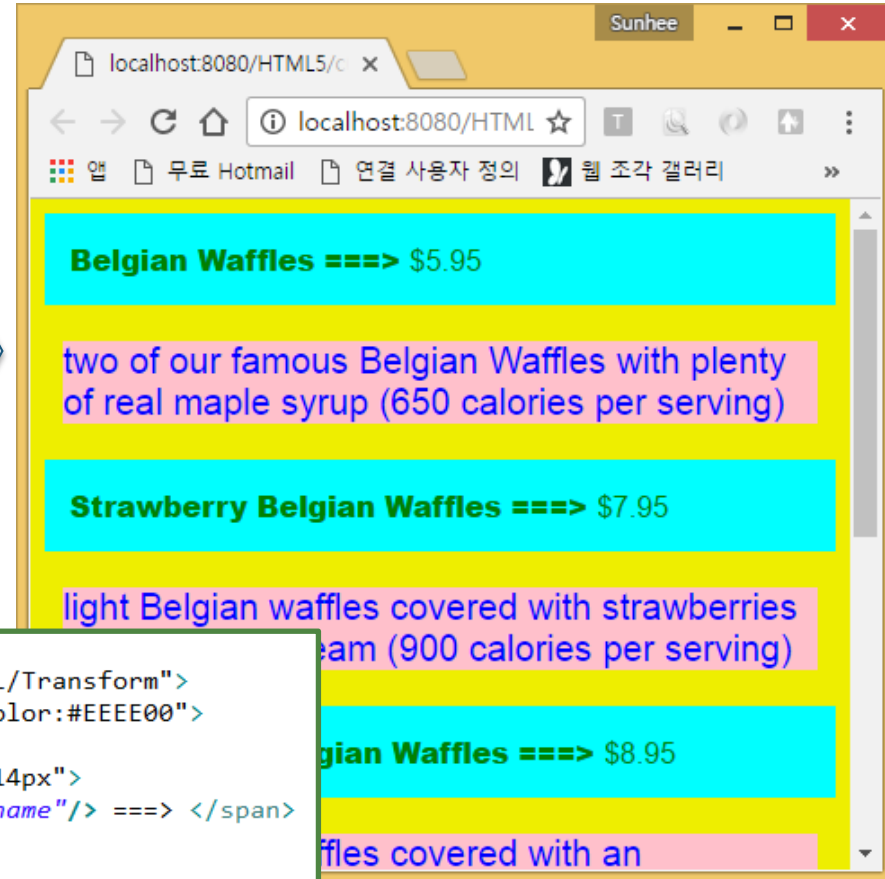 Sunhee
localhost:8080/HTML5/c
localhost:8080/HTML
T
앱 무료 Hotmail 연결 사용자 정의 웹 조각 갤러리 »
Belgian Waffles ===> $5.95
two of our famous Belgian Waffles with plenty
of real maple syrup (650 calories per serving)
Strawberry Belgian Waffles ===> $7.95
light Belgian waffles covered with strawberries
eam (900 calories per serving)
gian Waffles ===> $8.95
ffles covered with an
/Transform">
olor:#EEEE00">
14px">
name"/> ===> </span>